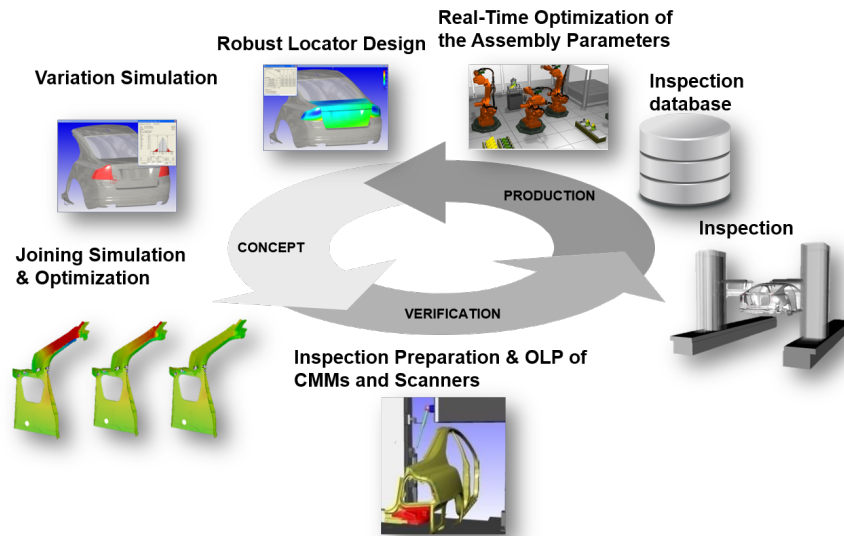 Real-Time Optimization of
the Assembly Parameters
Robust Locator Design
Variation Simulation
Inspection
database
PRODUCTION
Inspection
CONCEPT
Joining Simulation
& Optimization
VERIFICATION
Inspection Preparation & OLP of
CMMs and Scanners